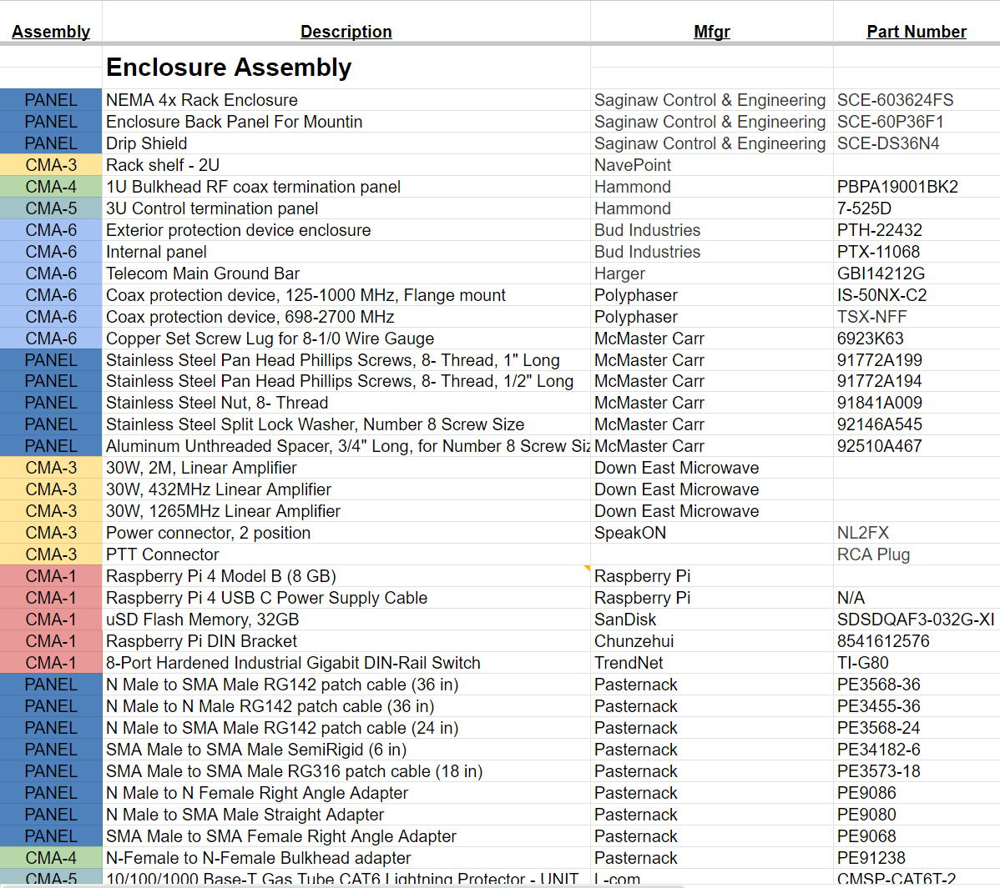 Assembly Description Mfgr Part Number
Enclosure Assembly
PANEL NEMA 4x Rack Enclosure Saginaw Control & Engineering SCE-603624FS
PANEL Enclosure Back Panel For Mountin Saginaw Control & Engineering SCE-60P36F1
PANEL Drip Shield Saginaw Control & Engineering SCE-DS36N4
CMA-3 Rack shelf - 2U NavePoint
CMA-4 1U Bulkhead RF coax termination panel Hammond PBPA19001BK2
CMA-5 3U Control termination panel Hammond 7-525D
CMA-6 Exterior protection device enclosure Bud Industries PTH-22432
CMA-6 Internal panel Bud Industries PTX-11068
CMA-6 Telecom Main Ground Bar Harger GBI14212G
CMA-6 Coax protection device, 125-1000 MHz, Flange mount Polyphaser IS-50NX-C2
CMA-6 Coax protection device, 698-2700 MHz Polyphaser TSX-NFF
CMA-6 Copper Set Screw Lug for 8-1/0 Wire Gauge McMaster Carr 6923K63
PANEL Stainless Steel Pan Head Phillips Screws, 8- Thread, 1" Long McMaster Carr 91772A199
PANEL Stainless Steel Pan Head Phillips Screws, 8- Thread, 1/2" Long McMaster Carr 91772A194
PANEL Stainless Steel Nut, 8- Thread McMaster Carr 91841A009
PANEL Stainless Steel Split Lock Washer, Number 8 Screw Size McMaster Carr 92146A545
PANEL Aluminum Unthreaded Spacer, 3/4" Long, for Number 8 Screw Siz McMaster Carr 92510A467
CMA-3 30W, 2M, Linear Amplifier Down East Microwave
CMA-3 30W, 432MHz Linear Amplifier Down East Microwave
CMA-3 30W, 1265MHz Linear Amplifier Down East Microwave
CMA-3 Power connector, 2 position SpeakON NL2FX
CMA-3 PTT Connector RCA Plug
CMA-1 Raspberry Pi 4 Model B (8 GB) Raspberry Pi
CMA-1 Raspberry Pi 4 USB C Power Supply Cable Raspberry Pi N/A
CMA-1 uSD Flash Memory, 32GB SanDisk SDSDQAF3-032G-XI
CMA-1 Raspberry Pi DIN Bracket Chunzehui 8541612576
CMA-1 8-Port Hardened Industrial Gigabit DIN-Rail Switch TrendNet TI-G80
PANEL N Male to SMA Male RG142 patch cable (36 in) Pasternack PE3568-36
PANEL N Male to N Male RG142 patch cable (36 in) Pasternack PE3455-36
PANEL N Male to SMA Male RG142 patch cable (24 in) Pasternack PE3568-24
PANEL SMA Male to SMA Male SemiRigid (6 in) Pasternack PE34182-6
PANEL SMA Male to SMA Male RG316 patch cable (18 in) Pasternack PE3573-18
PANEL N Male to N Female Right Angle Adapter Pasternack PE9086
PANEL N Male to SMA Male Straight Adapter Pasternack PE9080
PANEL SMA Male to SMA Female Right Angle Adapter Pasternack PE9068
CMA-4 N-Female to N-Female Bulkhead adapter Pasternack PE91238
CMA-5 10/100/1000 Base-T Gas Tube CAT6 Lightning Protector - UNIT L-com CMSP-CAT6T-2